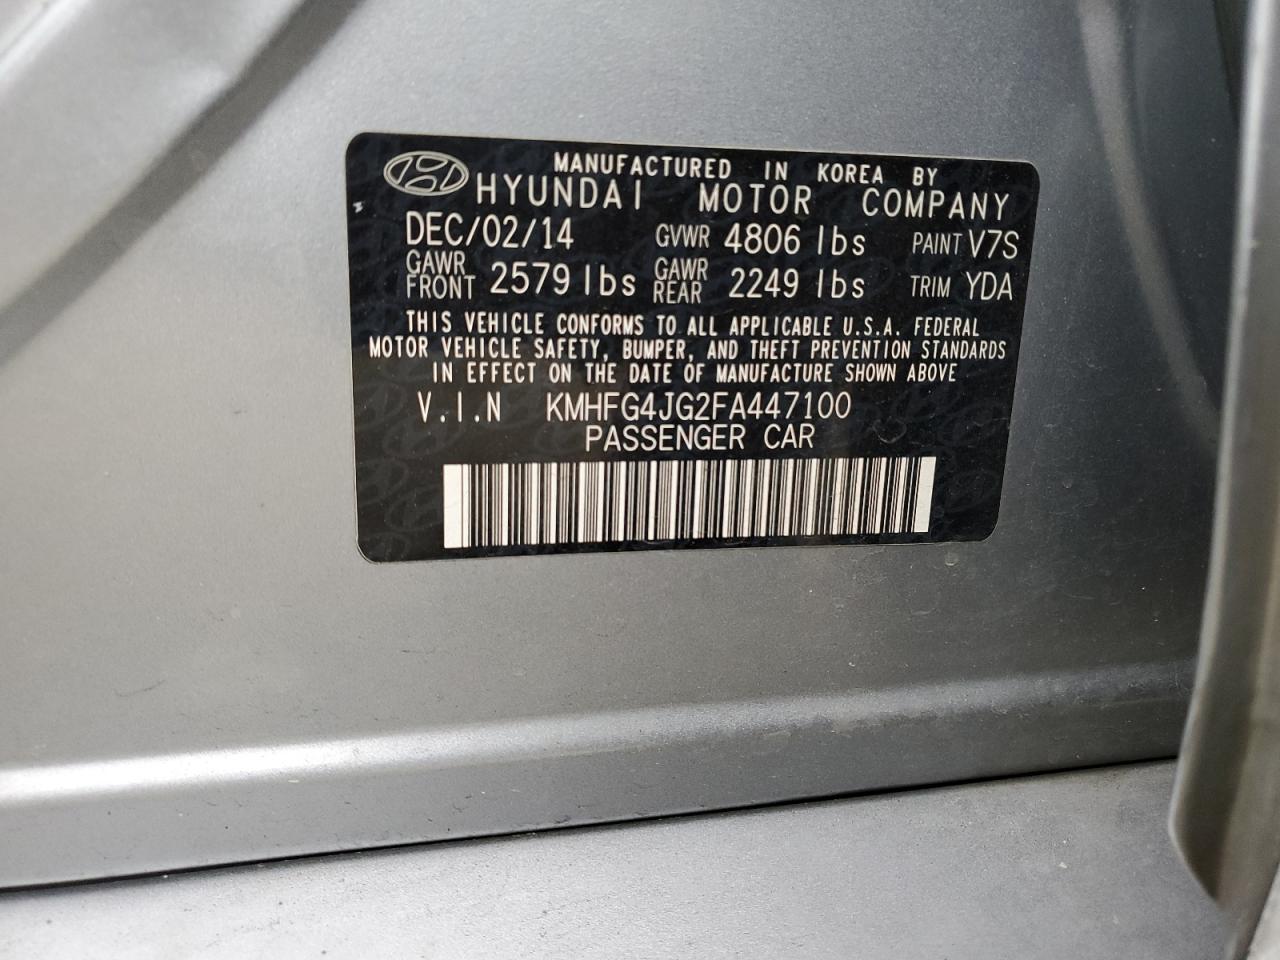 MANUFACTURED IN KOREA BY
HYUNDAI MOTOR COMPANY
DEC/02/14 GVWR 4806 lbs PAINT V7S
GAWR FRONT 2579 lbs GAWR REAR 2249 lbs TRIM YDA
THIS VEHICLE CONFORMS TO ALL APPLICABLE U.S.A. FEDERAL
MOTOR VEHICLE SAFETY, BUMPER, AND THEFT PREVENTION STANDARDS
IN EFFECT ON THE DATE OF MANUFACTURE SHOWN ABOVE
V.I.N KMHFG4JG2FA447100
PASSENGER CAR